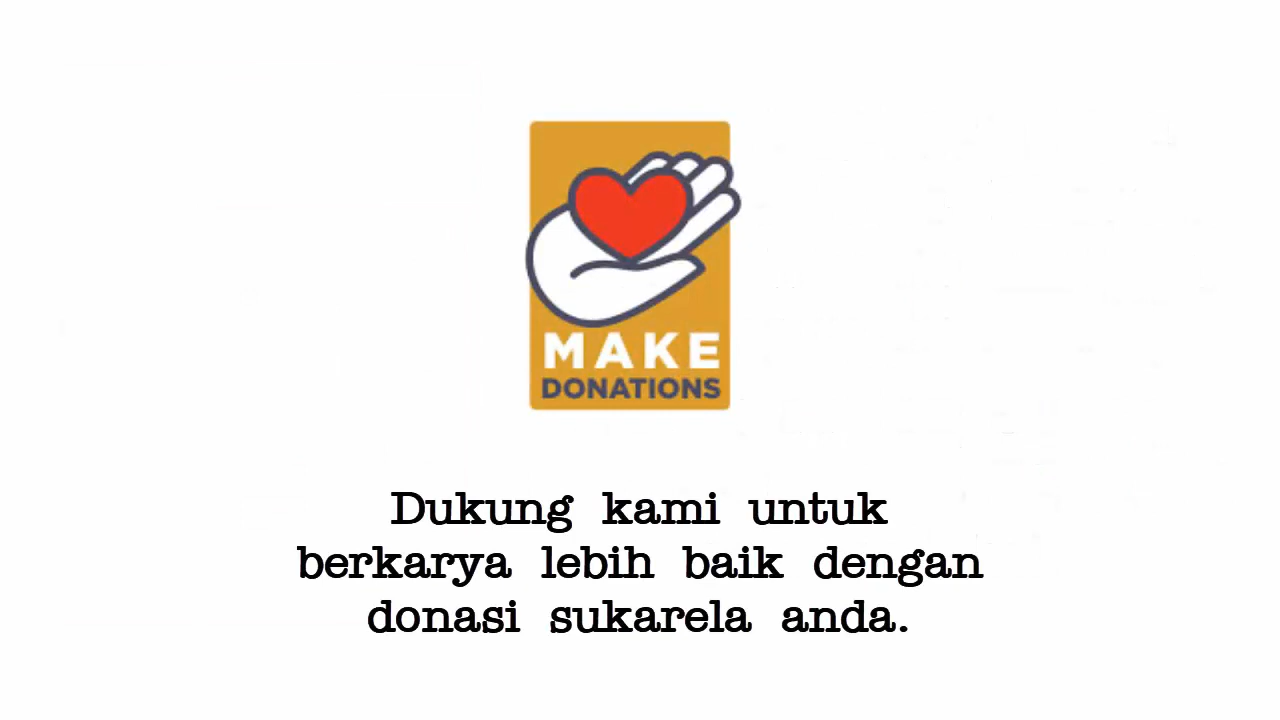 MAKE
DONATIONS
Dukung kami untuk
berkarya lebih baik dengan
donasi sukarela anda.